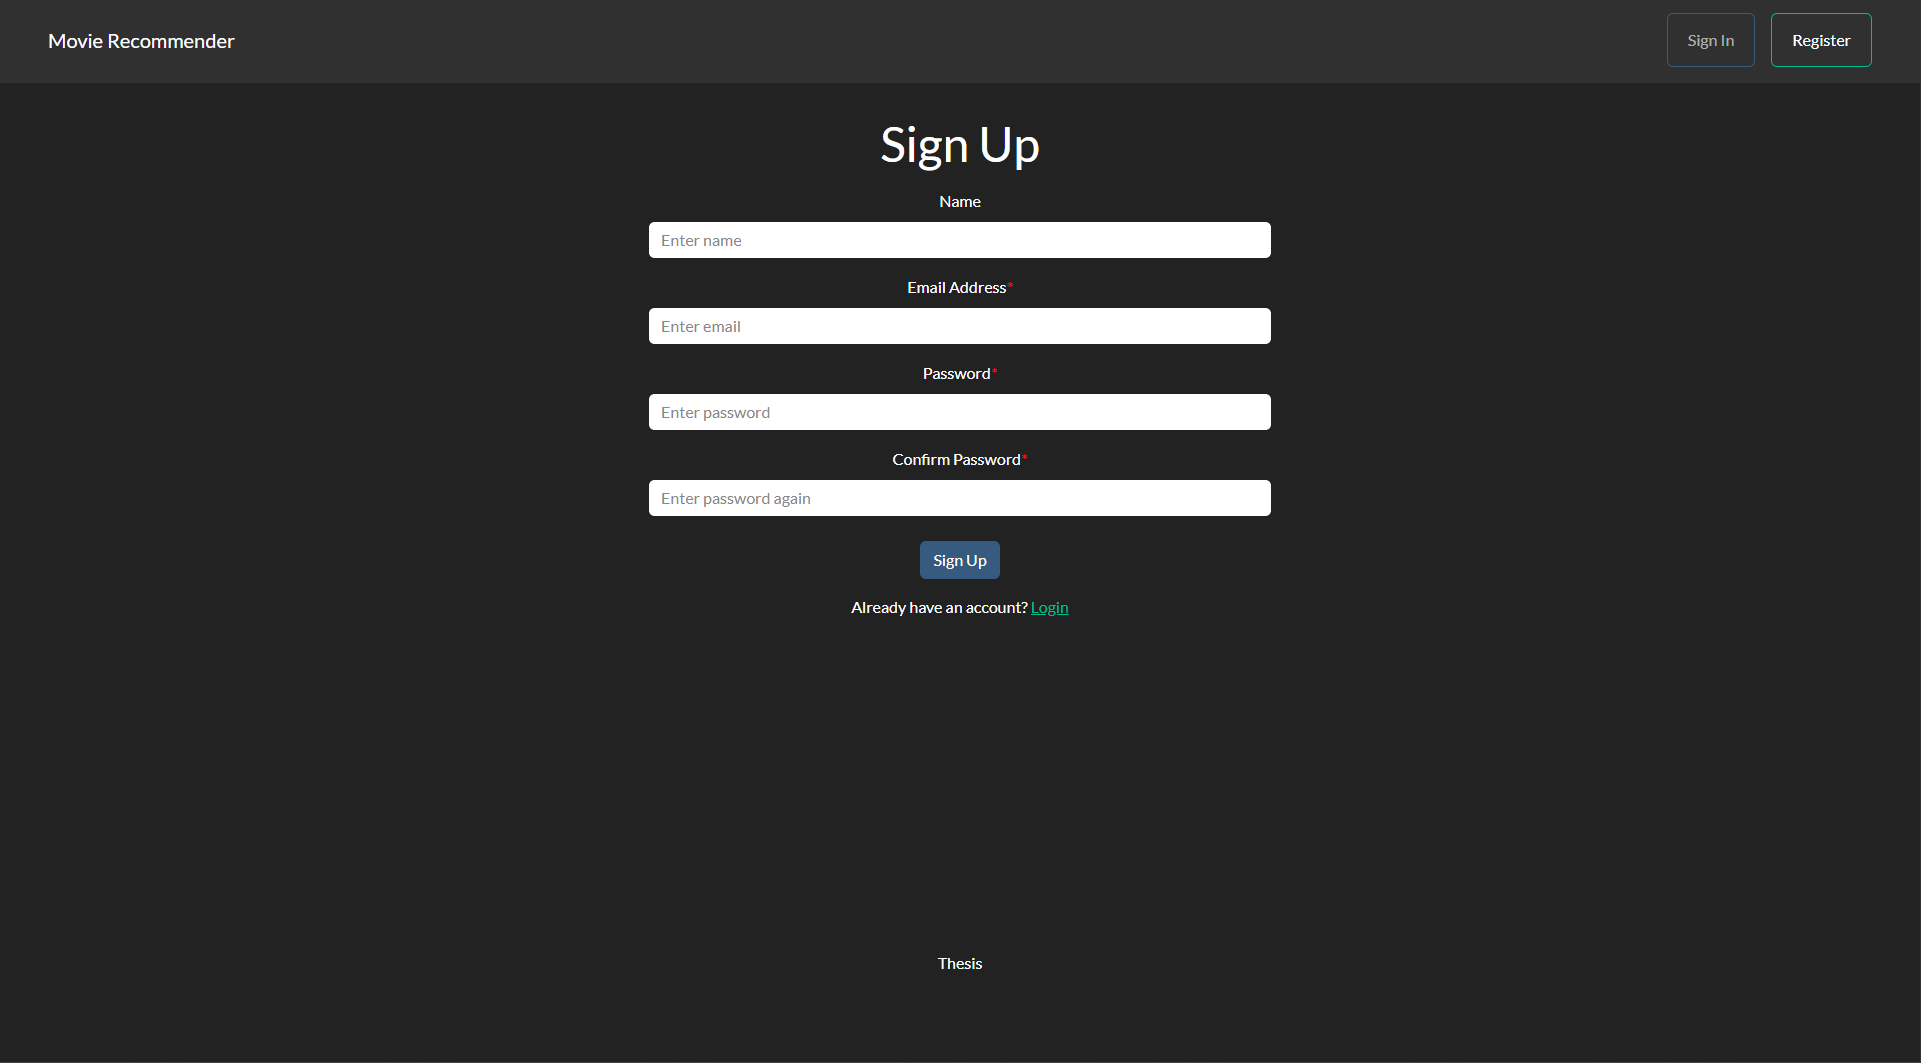 Movie Recommender
Sign In
Register
Sign Up
Name
Enter name
Email Address*
Enter email
Password*
Enter password
Confirm Password*
Enter password again
Sign Up
Already have an account? Login
Thesis